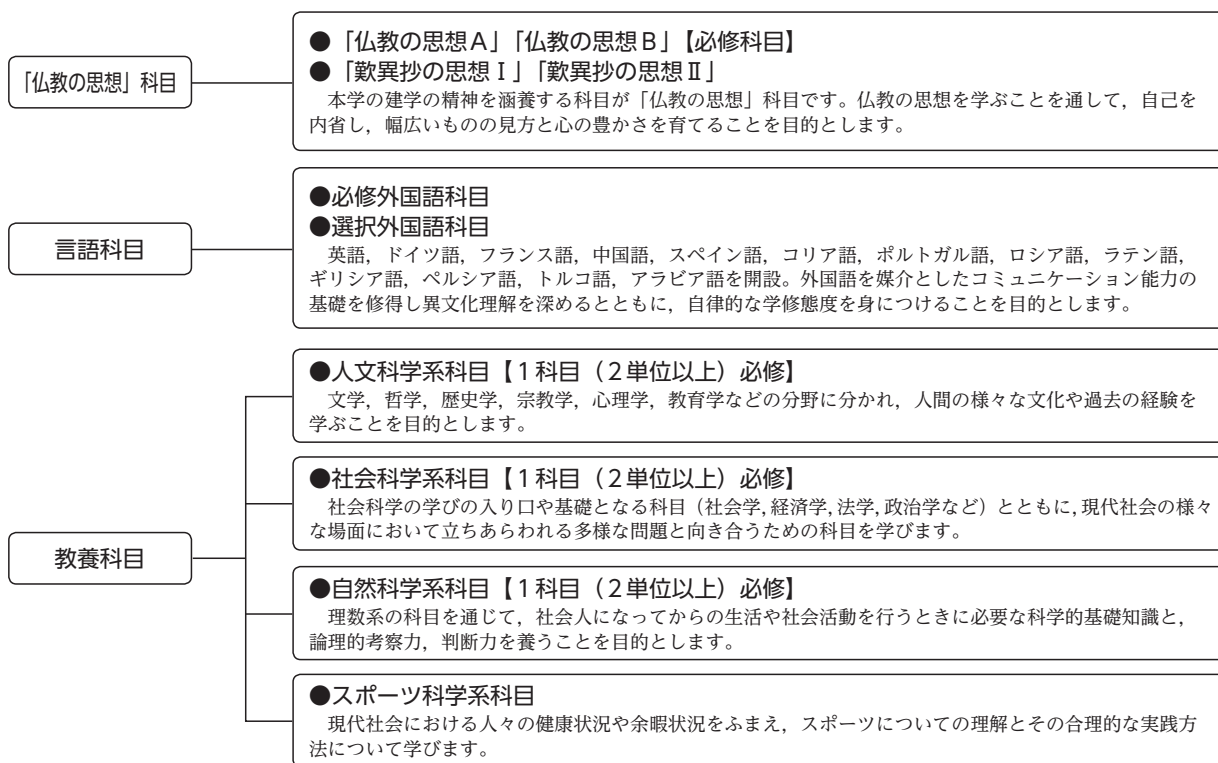 「仏教の思想」科目
●「仏教の思想A」「仏教の思想B」【必修科目】
●「歎異抄の思想Ⅰ」「歎異抄の思想Ⅱ」
本学の建学の精神を涵養する科目が「仏教の思想」科目です。仏教の思想を学ぶことを通して，自己を
内省し，幅広いものの見方と心の豊かさを育てることを目的とします。
言語科目
●必修外国語科目
●選択外国語科目
英語，ドイツ語，フランス語，中国語，スペイン語，コリア語，ポルトガル語，ロシア語，ラテン語，
ギリシア語，ペルシア語，トルコ語，アラビア語を開設。外国語を媒介としたコミュニケーション能力の
基礎を修得し異文化理解を深めるとともに，自律的な学修態度を身につけることを目的とします。
教養科目
●人文科学系科目【１科目（２単位以上）必修】
文学，哲学，歴史学，宗教学，心理学，教育学などの分野に分かれ，人間の様々な文化や過去の経験を
学ぶことを目的とします。
●社会科学系科目【１科目（２単位以上）必修】
社会科学の学びの入り口や基礎となる科目（社会学，経済学，法学，政治学など）とともに，現代社会の様々
な場面において立ちあらわれる多様な問題と向き合うための科目を学びます。
●自然科学系科目【１科目（２単位以上）必修】
理数系の科目を通じて，社会人になってからの生活や社会活動を行うときに必要な科学的基礎知識と，
論理的考察力，判断力を養うことを目的とします。
●スポーツ科学系科目
現代社会における人々の健康状況や余暇状況をふまえ，スポーツについての理解とその合理的な実践方
法について学びます。